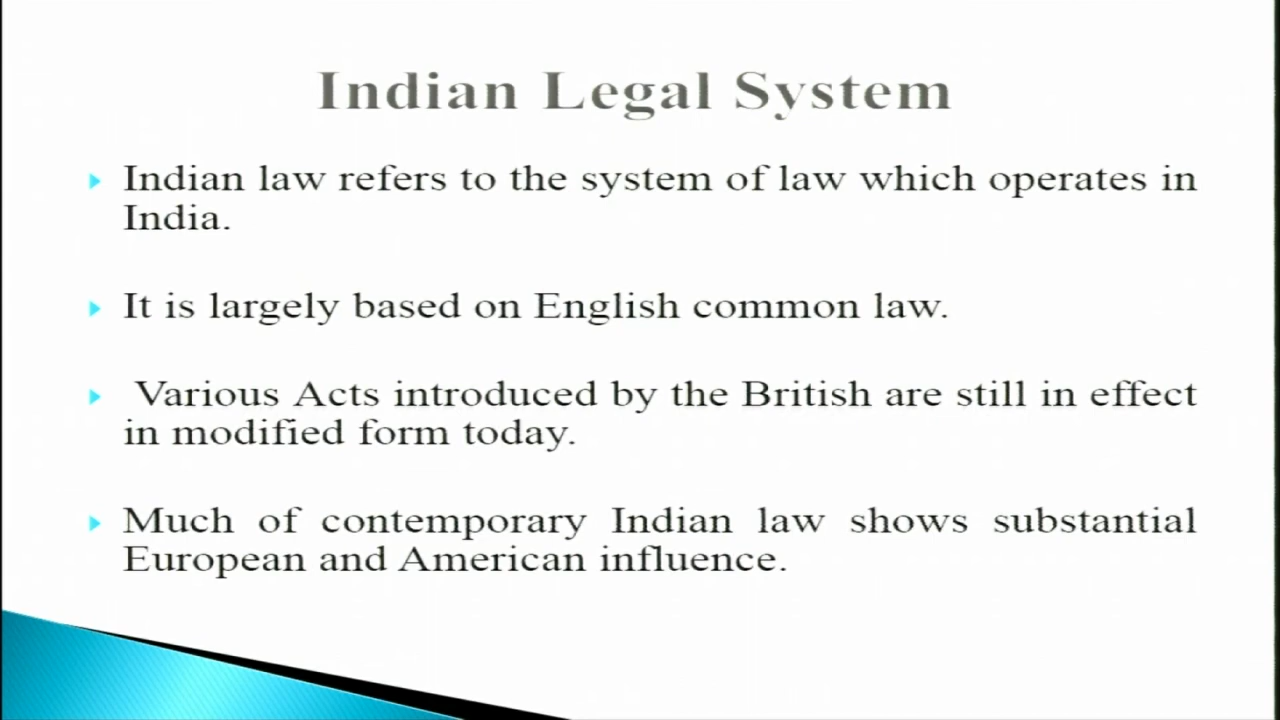 Indian Legal System
Indian law refers to the system of law which operates in
India.
It is largely based on English common law.
Various Acts introduced by the British are still in effect
in modified form today.
Much of contemporary Indian law shows substantial
European and American influence.